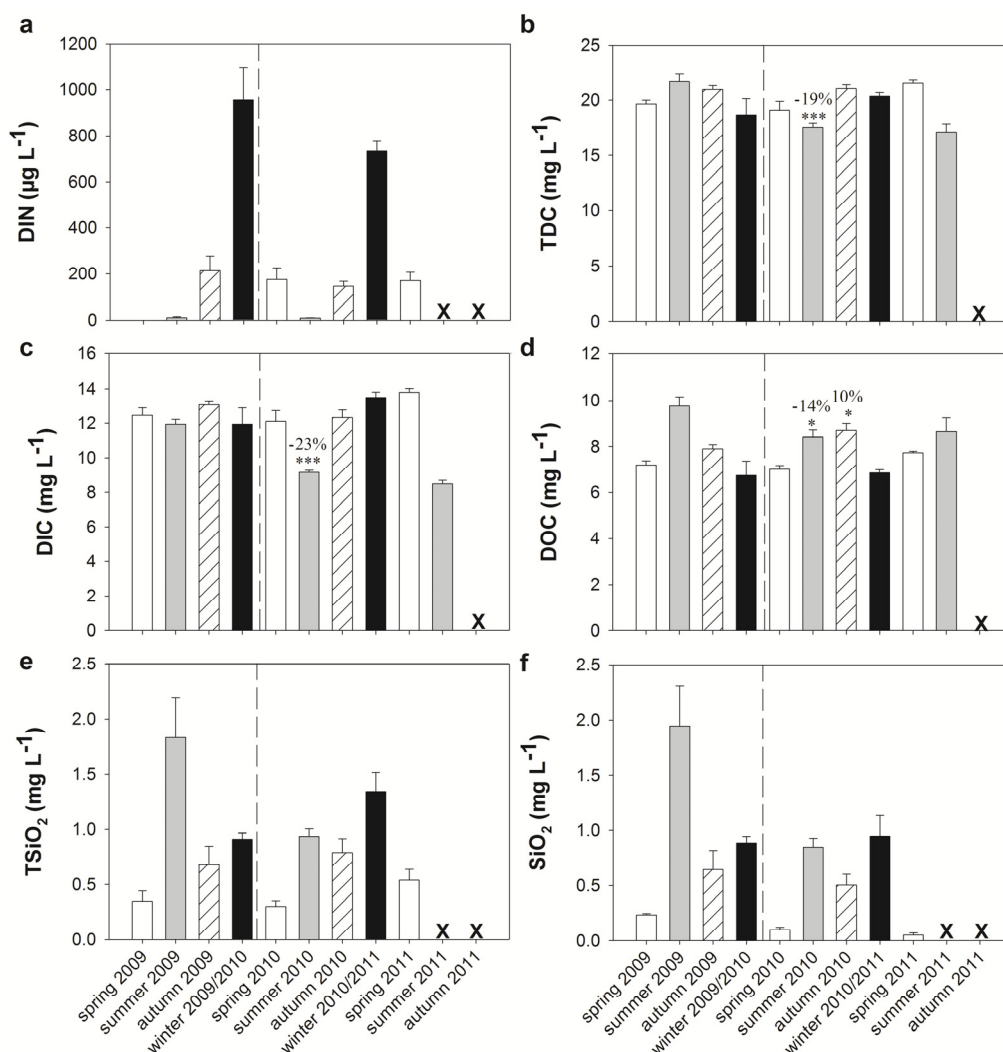 a
DIN (µg L⁻¹)
1200
1000
800
600
400
200
0
X X
b
TDC (mg L⁻¹)
25
20
15
10
5
0
-19%
***
X
c
DIC (mg L⁻¹)
16
14
12
10
8
6
4
2
0
-23%
***
X
d
DOC (mg L⁻¹)
12
10
8
6
4
2
0
-14%
*
10%
*
X
e
TSiO₂ (mg L⁻¹)
2.5
2.0
1.5
1.0
0.5
0.0
X X
spring 2009
summer 2009
autumn 2009
winter 2009/2010
spring 2010
summer 2010
autumn 2010
winter 2010/2011
spring 2011
summer 2011
autumn 2011
f
SiO₂ (mg L⁻¹)
2.5
2.0
1.5
1.0
0.5
0.0
X X
spring 2009
summer 2009
autumn 2009
winter 2009/2010
spring 2010
summer 2010
autumn 2010
winter 2010/2011
spring 2011
summer 2011
autumn 2011